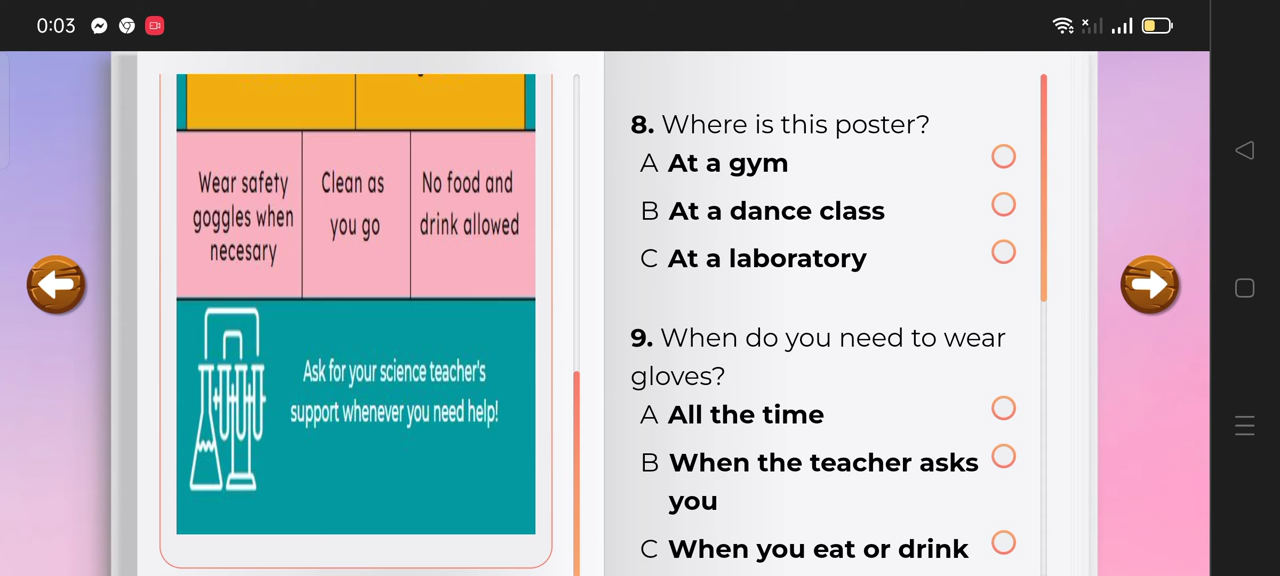 0:03
Wear safety
goggles when
necesary
Clean as
you go
No food and
drink allowed
Ask for your science teacher's
support whenever you need help!
8. Where is this poster?
A At a gym
B At a dance class
C At a laboratory
9. When do you need to wear
gloves?
A All the time
B When the teacher asks
you
C When you eat or drink